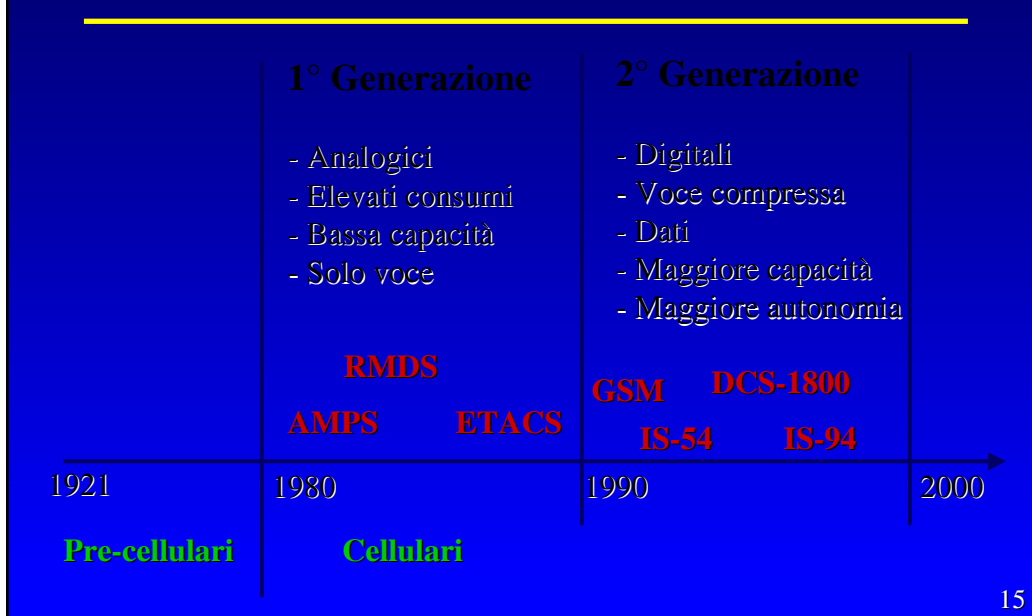 1° Generazione
- Analogici
- Elevati consumi
- Bassa capacità
- Solo voce
2° Generazione
- Digitali
- Voce compressa
- Dati
- Maggiore capacità
- Maggiore autonomia
RMDS
AMPS
ETACS
GSM
DCS-1800
IS-54
IS-94
1921
1980
1990
2000
Pre-cellulari
Cellulari
15